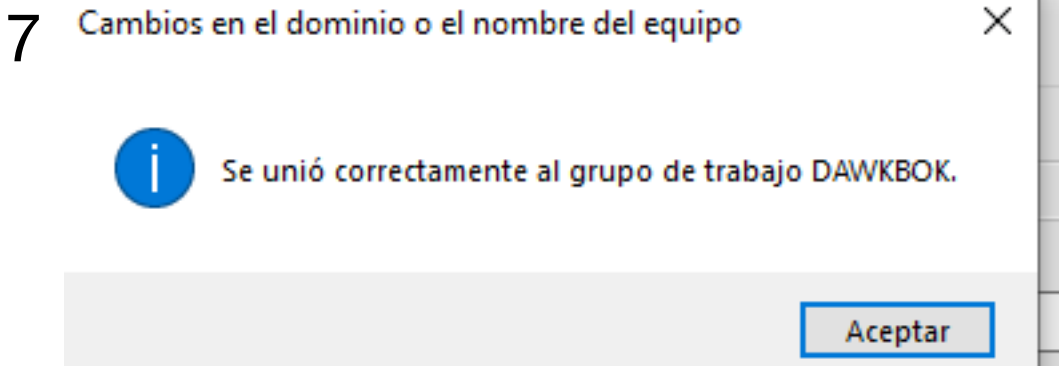 7
Cambios en el dominio o el nombre del equipo
Se unió correctamente al grupo de trabajo DAWKBOK.
Aceptar